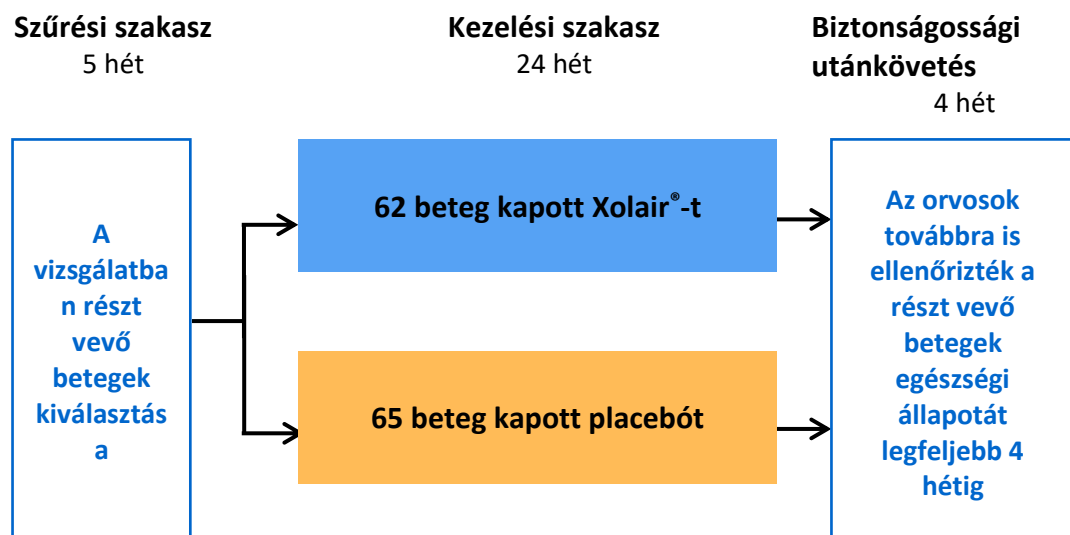 Szűrési szakasz
5 hét
Kezelési szakasz
24 hét
Biztonságossági
utánkövetés
4 hét
A
vizsgálatba
n részt
vevő
betegek
kiválasztás
a
62 beteg kapott Xolair®-t
65 beteg kapott placebót
Az orvosok
továbbra is
ellenőrizték a
részt vevő
betegek
egészségi
állapotát
legfeljebb 4
hétig